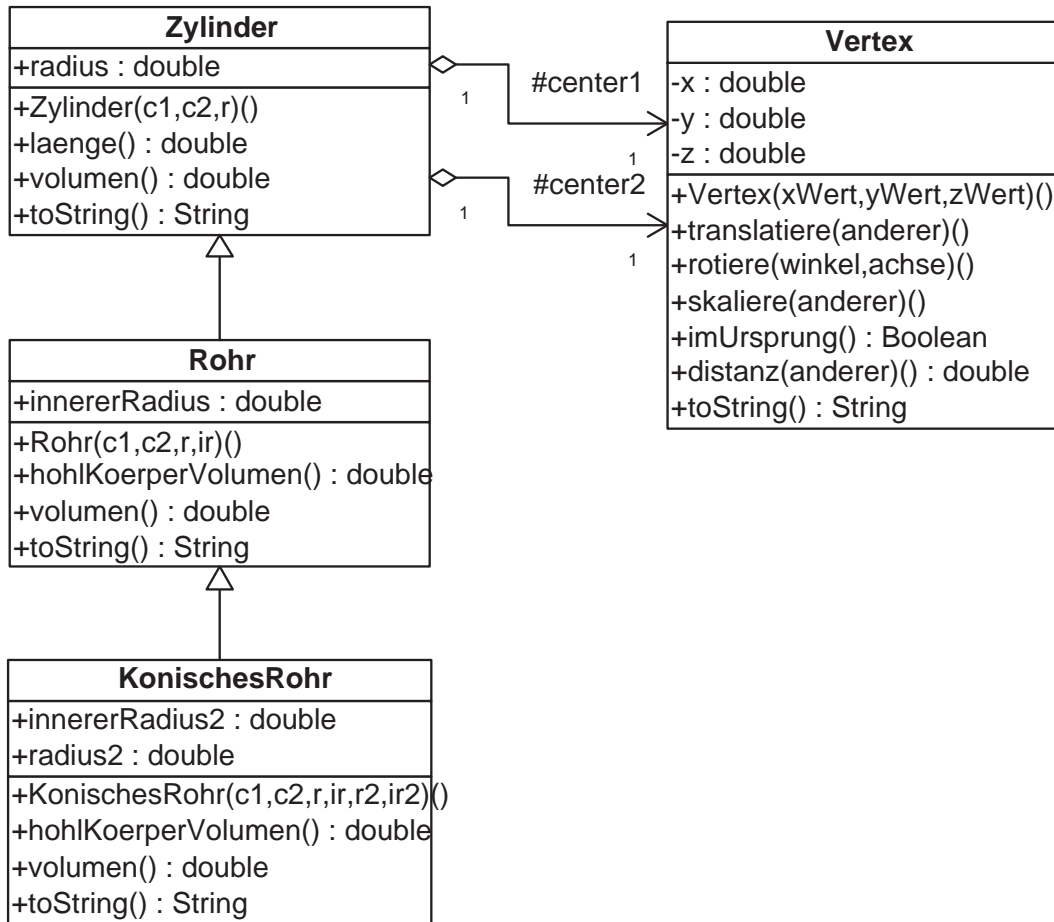 Zylinder
+radius : double
+Zylinder(c1,c2,r)()
+laenge() : double
+volumen() : double
+toString() : String
1
#center1
1
1
#center2
1
Vertex
-x : double
-y : double
-z : double
+Vertex(xWert,yWert,zWert)()
+translatiere(anderer)()
+rotiere(winkel,achse)()
+skaliere(anderer)()
+imUrsprung() : Boolean
+distanz(anderer)() : double
+toString() : String
Rohr
+innererRadius : double
+Rohr(c1,c2,r,ir)()
+hohlKoerperVolumen() : double
+volumen() : double
+toString() : String
KonischesRohr
+innererRadius2 : double
+radius2 : double
+KonischesRohr(c1,c2,r,ir,r2,ir2)()
+hohlKoerperVolumen() : double
+volumen() : double
+toString() : String